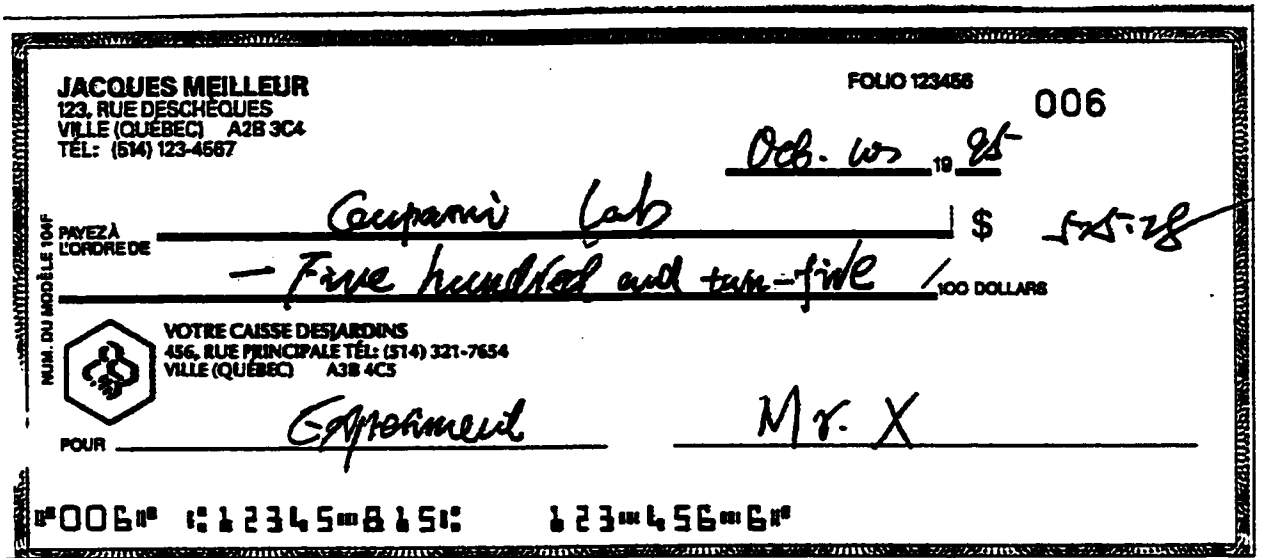 JACQUES MEILLEUR
123, RUE DESCHÈQUES
VILLE (QUÉBEC) A2B 3C4
TÉL: (514) 123-4567
FOLIO 123456
006
Oct. 19 95
PAYEZ À L'ORDRE DE Lab $
— Five hundred and -five /100 DOLLARS
NUM. DU MODÈLE 104F
VOTRE CAISSE DESJARDINS
456, RUE PRINCIPALE TÉL: (514) 321-7654
VILLE (QUÉBEC) A3B 4C5
POUR Experiment Mr. X
⑈006⑈ ⑆12345⑉815⑆ 123⑉456⑉6⑈